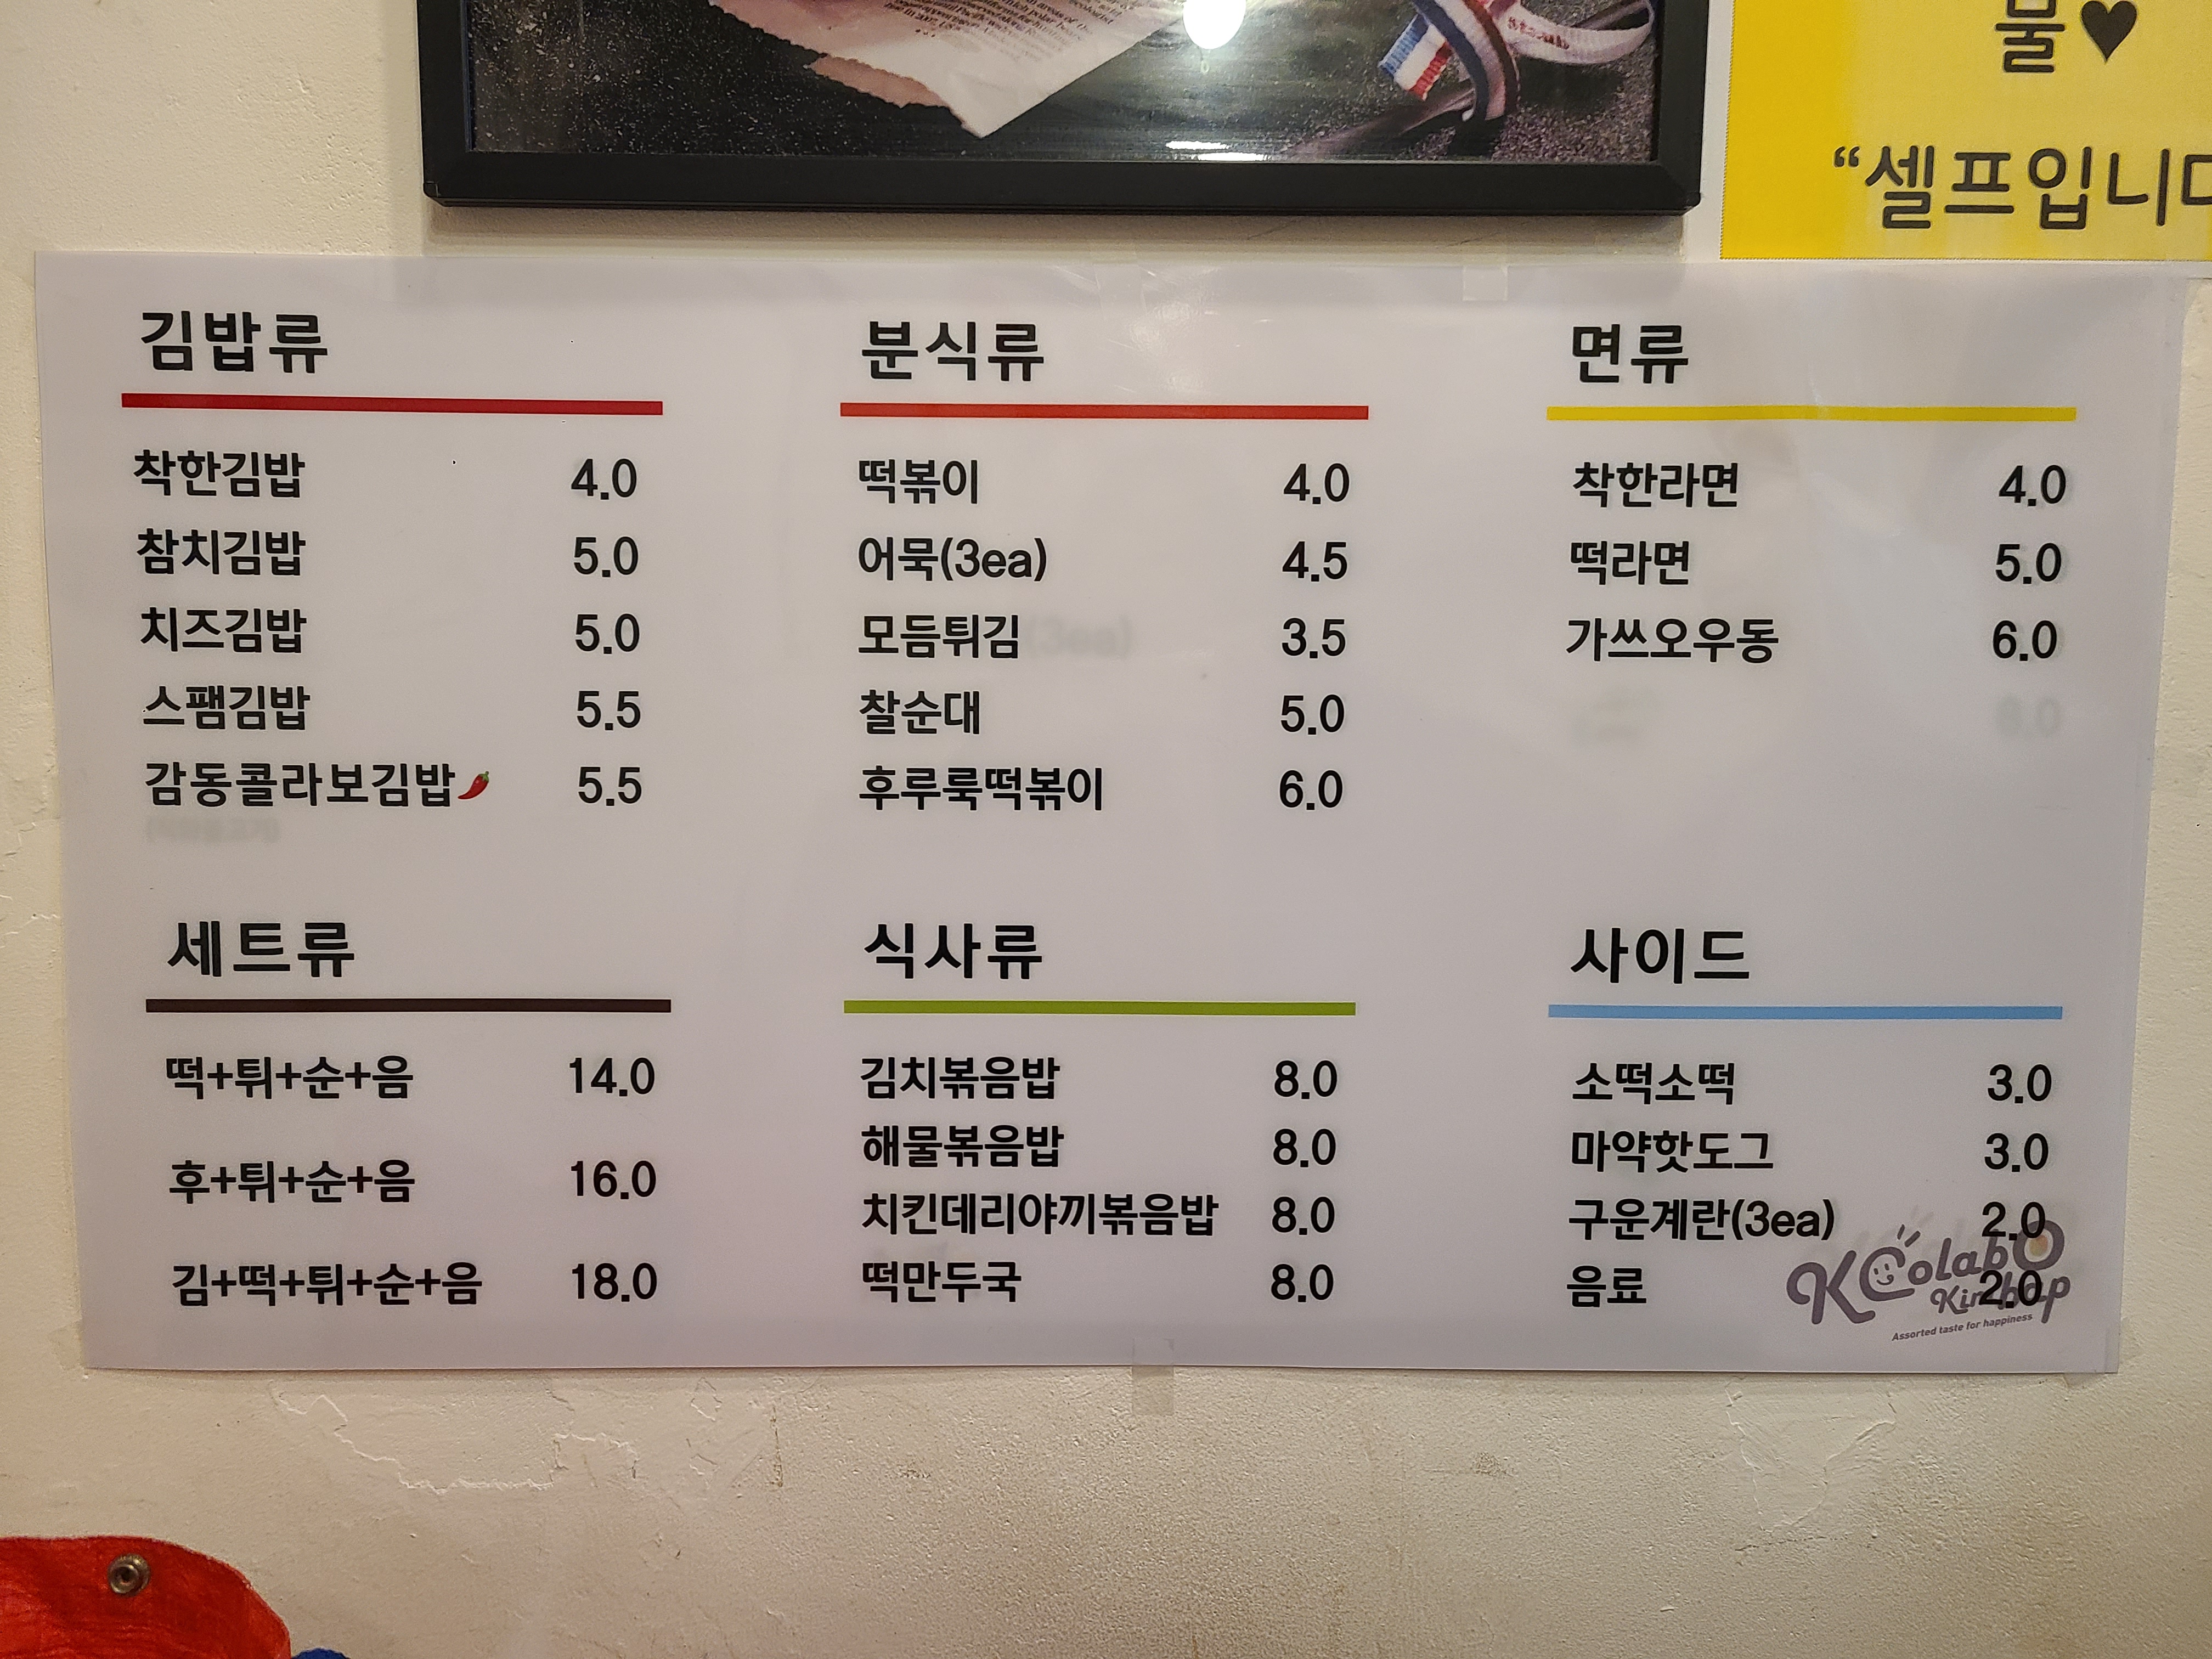 물♥
“셀프입니다
김밥류
착한김밥 4.0
참치김밥 5.0
치즈김밥 5.0
스팸김밥 5.5
감동콜라보김밥🌶 5.5
분식류
떡볶이 4.0
어묵(3ea) 4.5
모듬튀김 3.5
찰순대 5.0
후루룩떡볶이 6.0
면류
착한라면 4.0
떡라면 5.0
가쓰오우동 6.0
세트류
떡+튀+순+음 14.0
후+튀+순+음 16.0
김+떡+튀+순+음 18.0
식사류
김치볶음밥 8.0
해물볶음밥 8.0
치킨데리야끼볶음밥 8.0
떡만두국 8.0
사이드
소떡소떡 3.0
마약핫도그 3.0
구운계란(3ea) 2.0
음료 2.0
KOolabO
Kimbap
Assorted taste for happiness